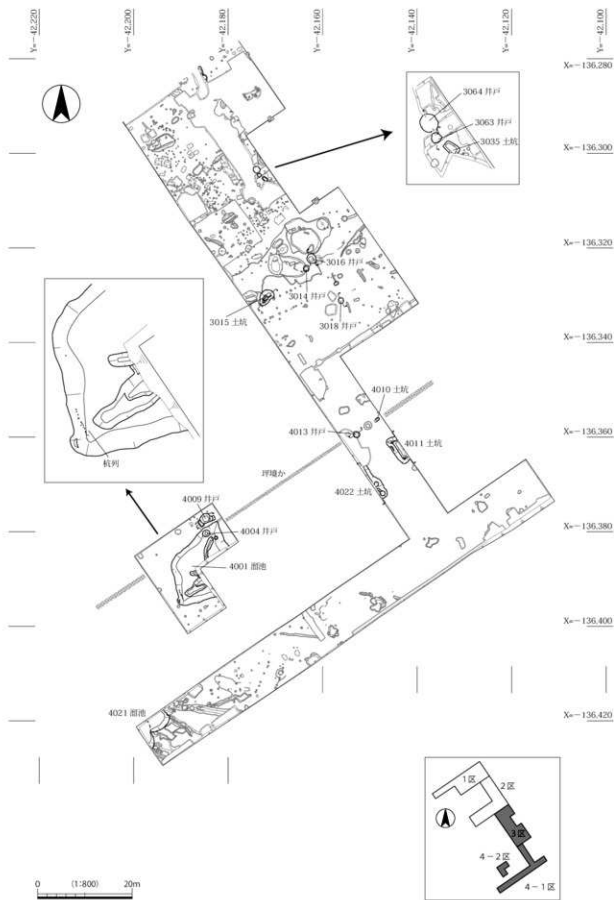 Y=-42,220
Y=-42,200
Y=-42,180
Y=-42,160
Y=-42,140
Y=-42,120
Y=-42,100
X=-136,280
3064 井戸
3063 井戸
3035 土坑
X=-136,300
X=-136,320
3016 井戸
3014 井戸
3015 土坑
3018 井戸
X=-136,340
4010 土坑
4013 井戸
4011 土坑
X=-136,360
杭列
坪境か
4022 土坑
4009 井戸
4004 井戸
X=-136,380
4001 溜池
X=-136,400
4021 溜池
X=-136,420
1区
2区
3区
4-2区
4-1区
0 (1:800) 20m